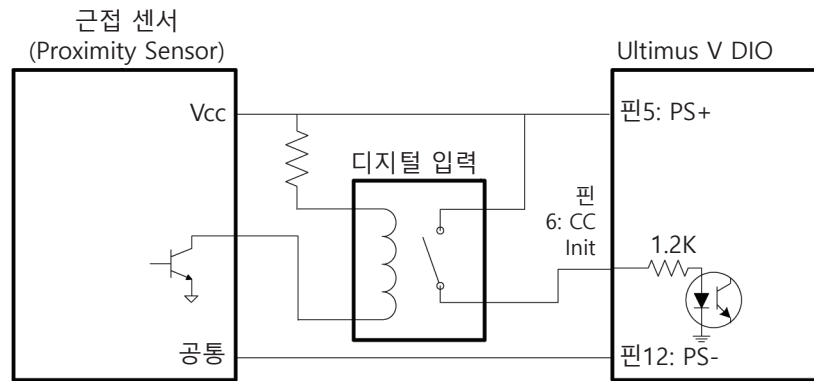 근접 센서
(Proximity Sensor)
Ultimus V DIO
Vcc
핀5: PS+
디지털 입력
핀
6: CC
Init
1.2K
공통
핀12: PS-